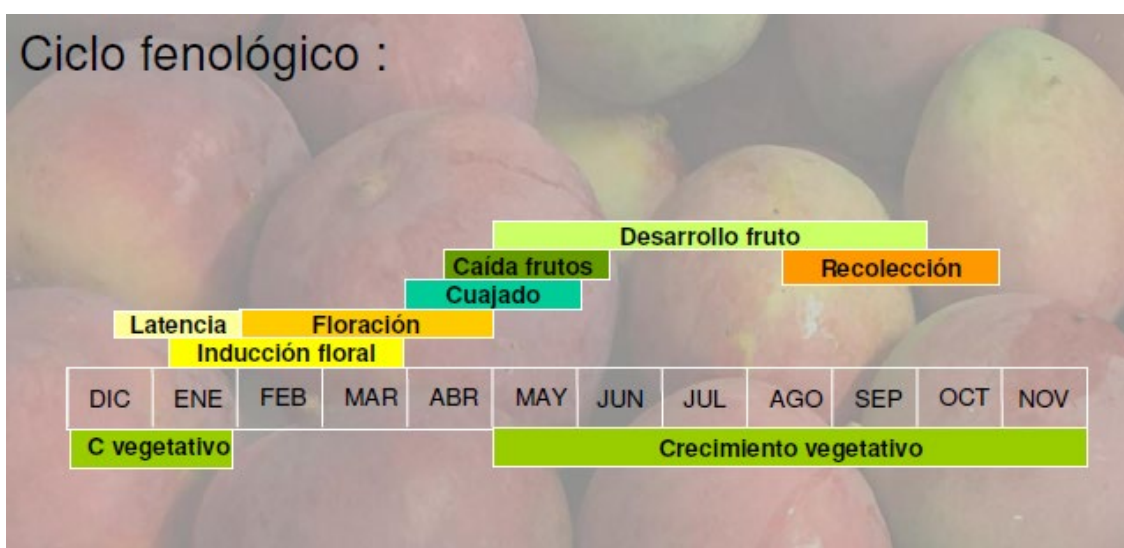 Ciclo fenológico :
Desarrollo fruto
Caída frutos
Recolección
Cuajado
Latencia
Floración
Inducción floral
DIC ENE FEB MAR ABR MAY JUN JUL AGO SEP OCT NOV
C vegetativo
Crecimiento vegetativo